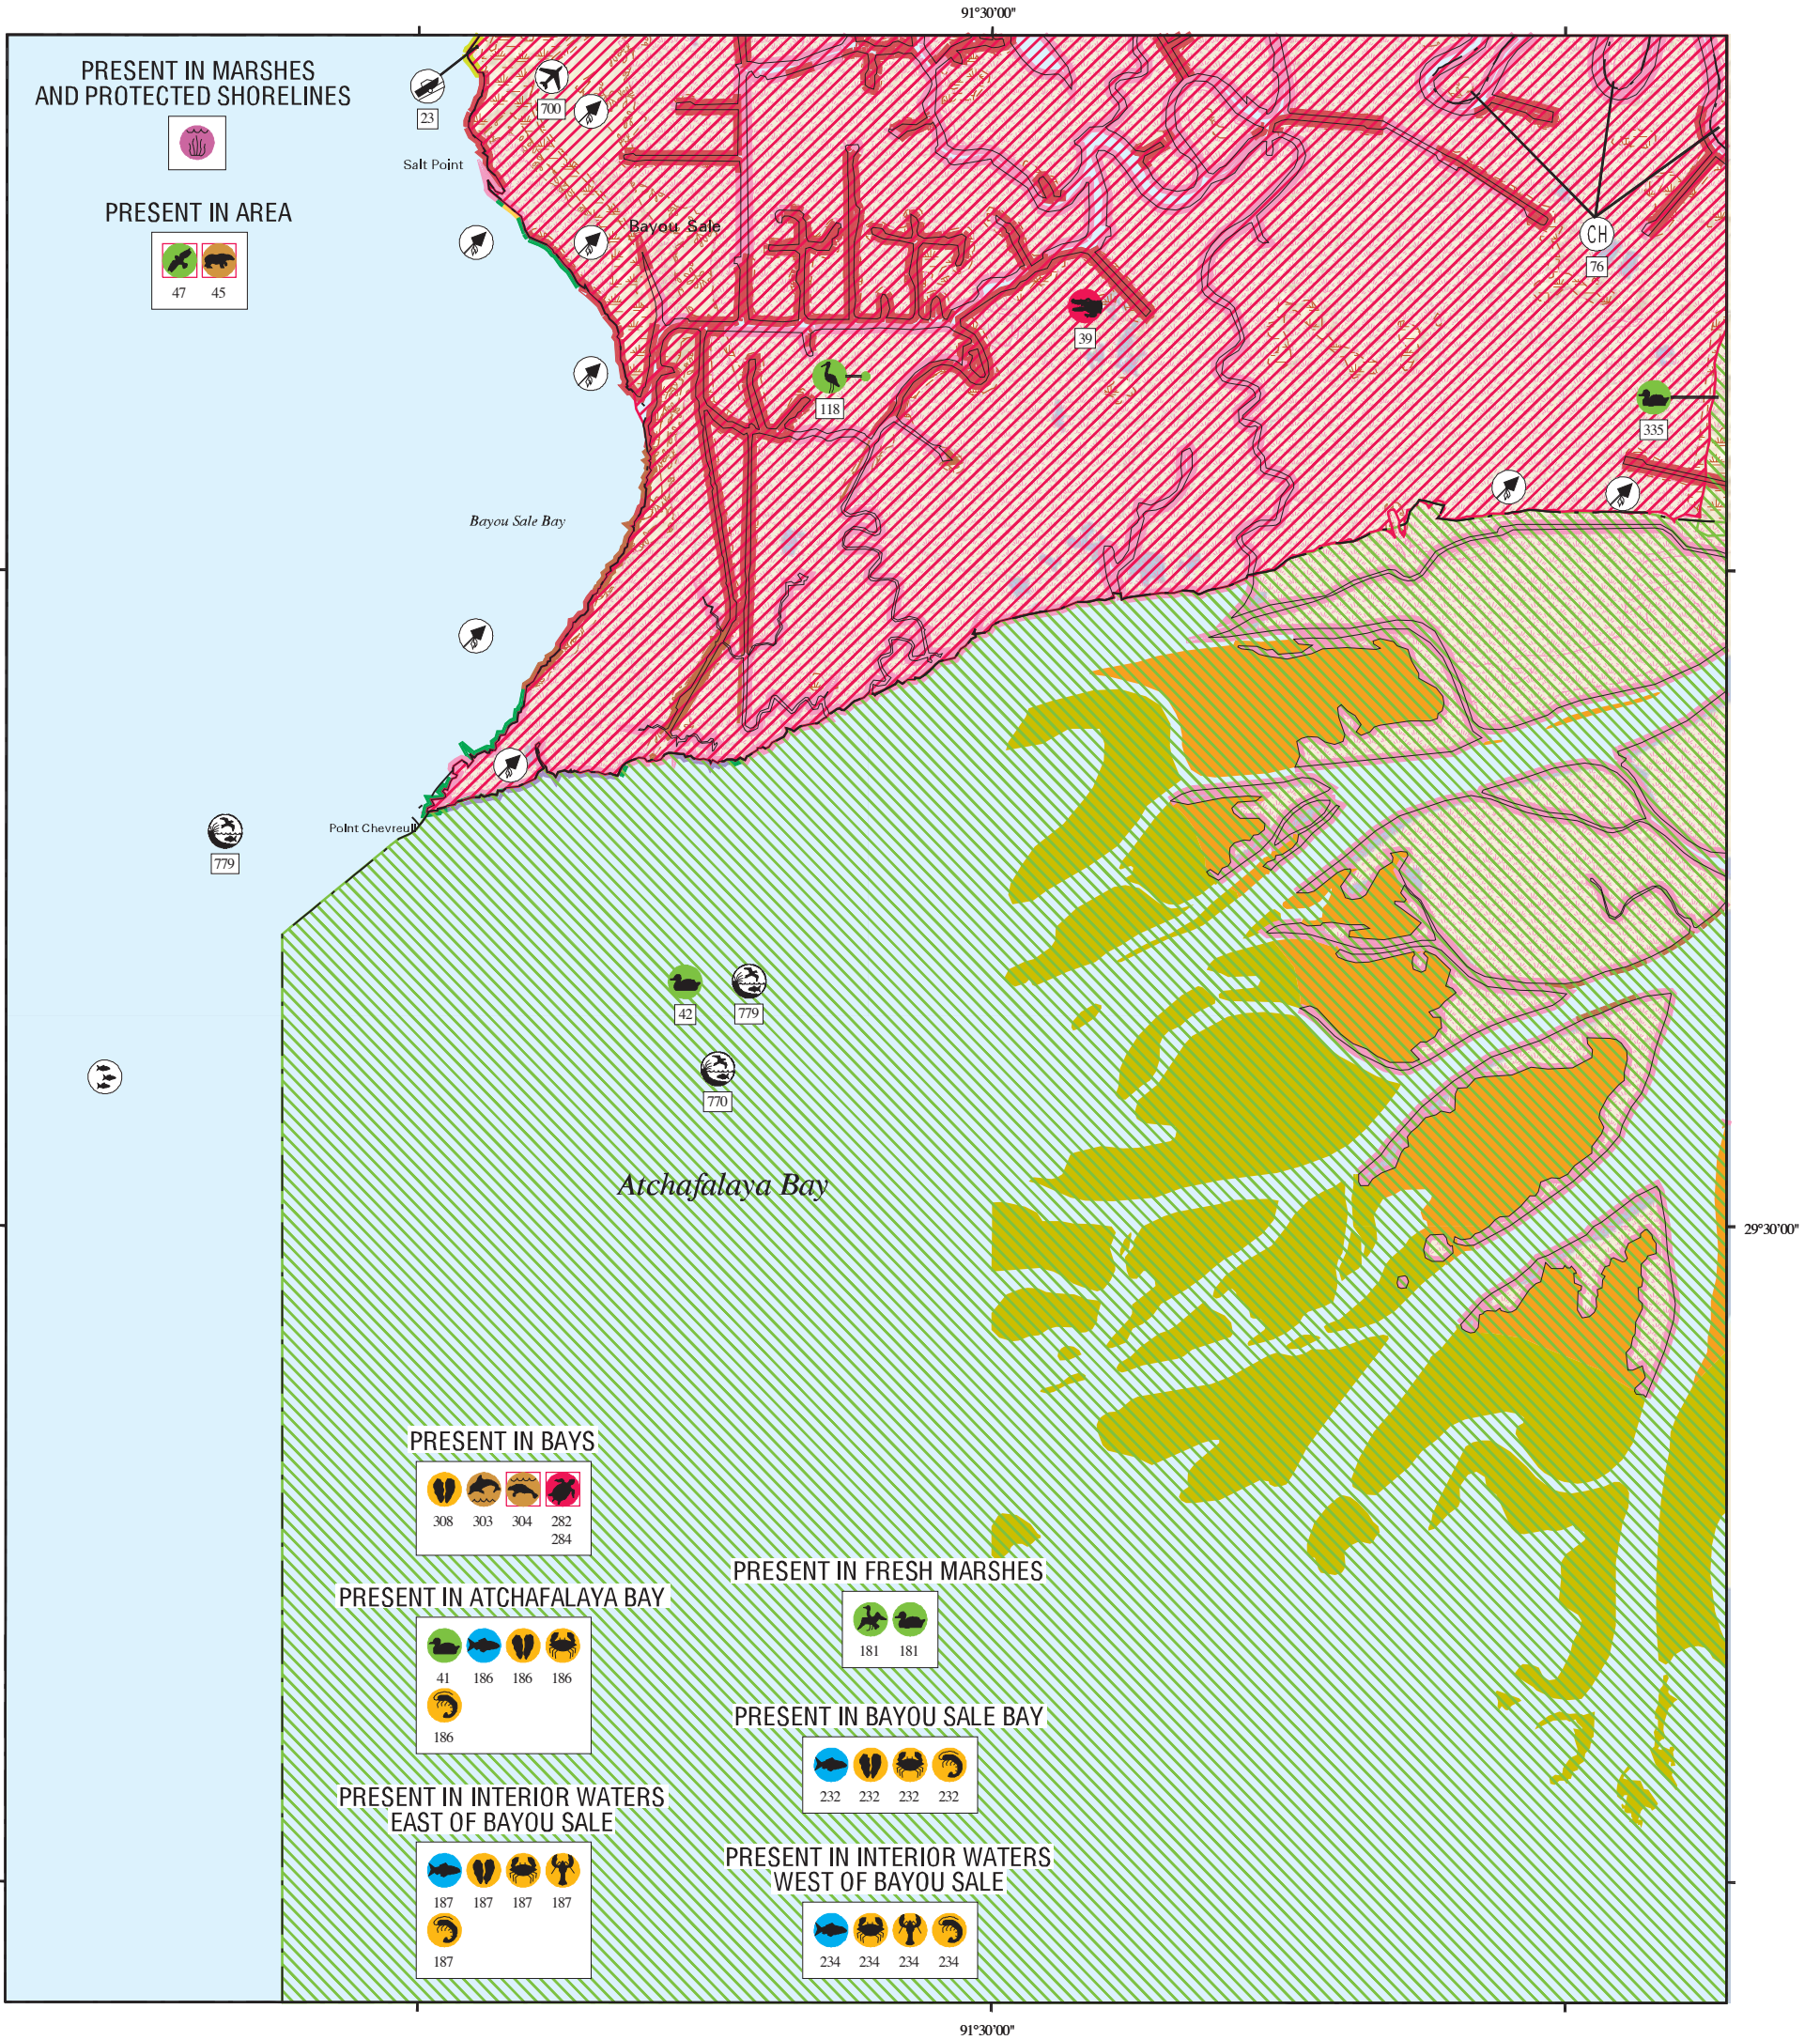 91°30'00"
PRESENT IN MARSHES
AND PROTECTED SHORELINES
23
700
Salt Point
PRESENT IN AREA
47 45
Bayou Sale
CH
76
39
118
335
Bayou Sale Bay
Point Chevreuil
779
42 779
770
Atchafalaya Bay
29°30'00"
PRESENT IN BAYS
308 303 304 282
284
PRESENT IN FRESH MARSHES
181 181
PRESENT IN ATCHAFALAYA BAY
41 186 186 186
186
PRESENT IN BAYOU SALE BAY
232 232 232 232
PRESENT IN INTERIOR WATERS
EAST OF BAYOU SALE
187 187 187 187
187
PRESENT IN INTERIOR WATERS
WEST OF BAYOU SALE
234 234 234 234
91°30'00"